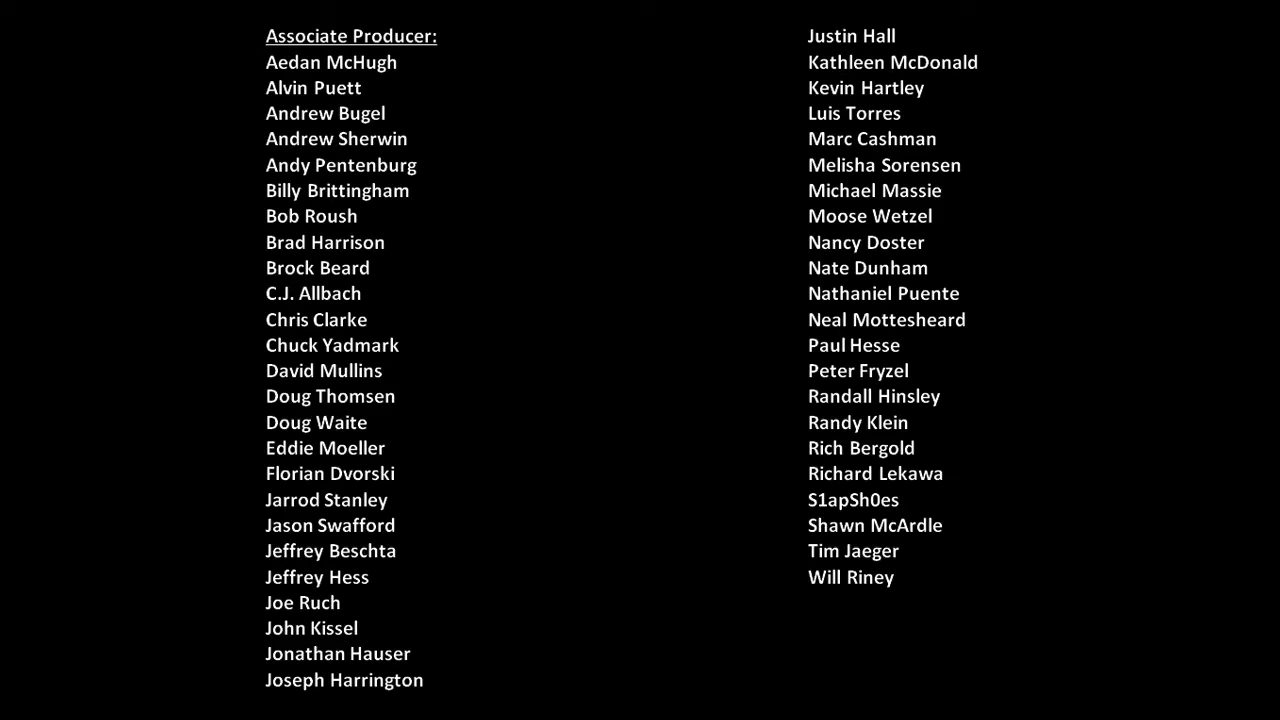 Associate Producer:
Aedan McHugh
Alvin Puett
Andrew Bugel
Andrew Sherwin
Andy Pentenburg
Billy Brittingham
Bob Roush
Brad Harrison
Brock Beard
C.J. Allbach
Chris Clarke
Chuck Yadmark
David Mullins
Doug Thomsen
Doug Waite
Eddie Moeller
Florian Dvorski
Jarrod Stanley
Jason Swafford
Jeffrey Beschta
Jeffrey Hess
Joe Ruch
John Kissel
Jonathan Hauser
Joseph Harrington
Justin Hall
Kathleen McDonald
Kevin Hartley
Luis Torres
Marc Cashman
Melisha Sorensen
Michael Massie
Moose Wetzel
Nancy Doster
Nate Dunham
Nathaniel Puente
Neal Mottesheard
Paul Hesse
Peter Fryzel
Randall Hinsley
Randy Klein
Rich Bergold
Richard Lekawa
S1apSh0es
Shawn McArdle
Tim Jaeger
Will Riney